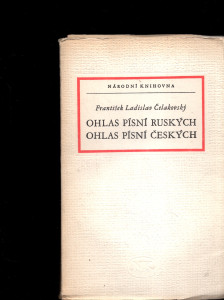 NÁRODNÍ KNIHOVNA
František Ladislav Čelakovský
OHLAS PÍSNÍ RUSKÝCH
OHLAS PÍSNÍ ČESKÝCH